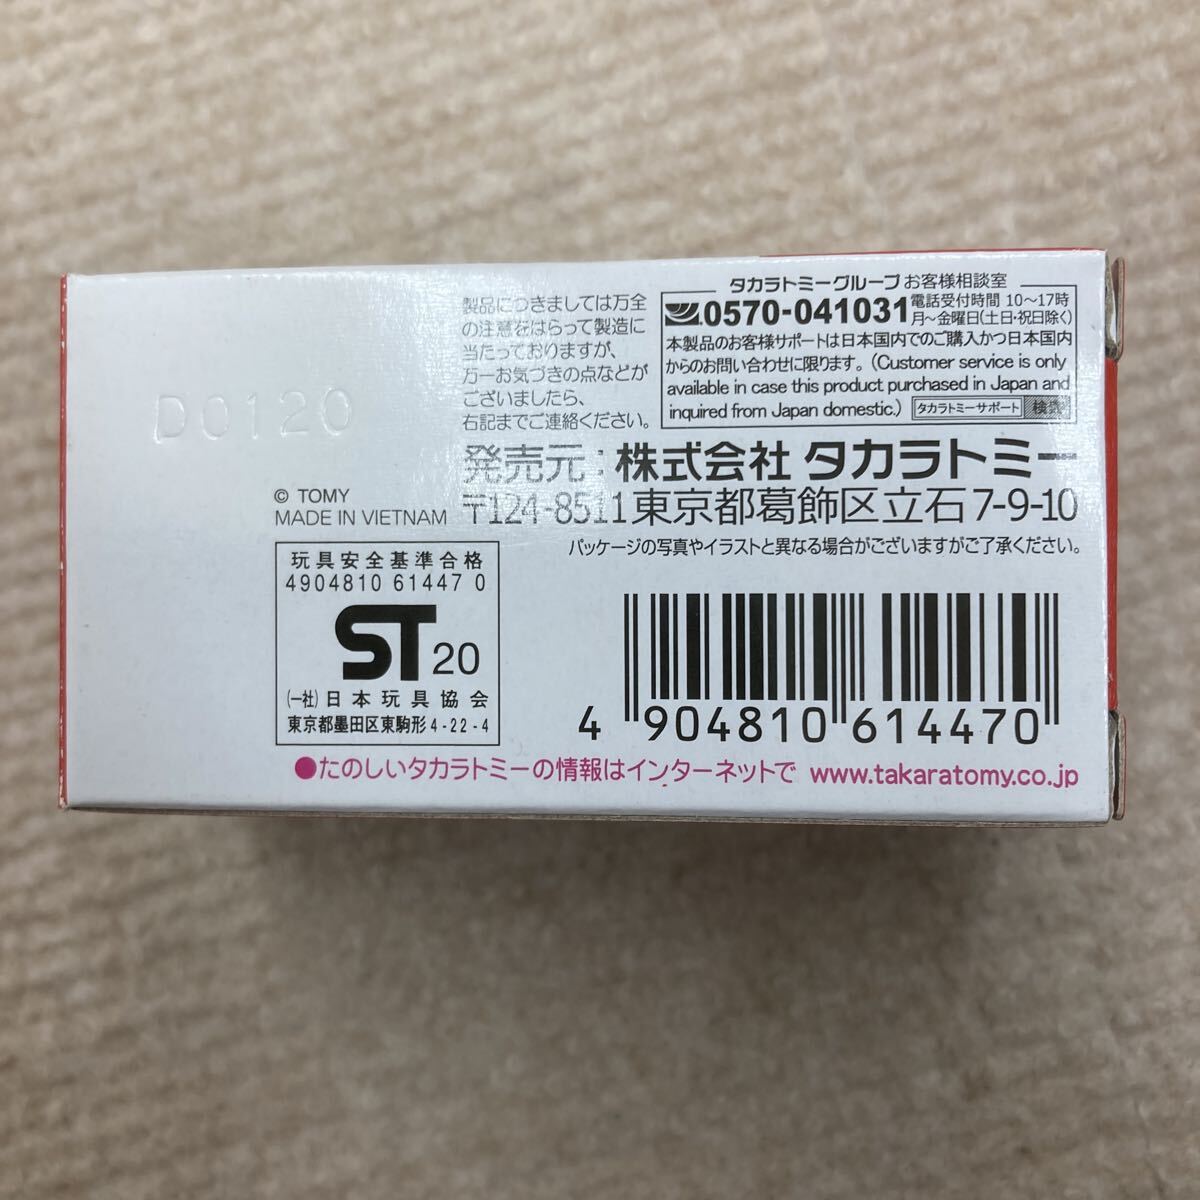 製品につきましては万全
の注意をはらって製造に
当たっておりますが、
万一お気づきの点などが
ございましたら、
右記までご連絡ください。
タカラトミーグループ お客様相談室
0570-041031
電話受付時間 10～17時
月～金曜日(土日・祝日除く)
本製品のお客様サポートは日本国内でのご購入かつ日本国内
からのお問い合わせに限ります。(Customer service is only
available in case this product purchased in Japan and
inquired from Japan domestic.) タカラトミーサポート 検索
D0120
発売元：株式会社 タカラトミー
〒124-8511 東京都葛飾区立石7-9-10
© TOMY
MADE IN VIETNAM
パッケージの写真やイラストと異なる場合がございますがご了承ください。
玩具安全基準合格
4904810 61447 0
ST 20
(一社)日本玩具協会
東京都墨田区東駒形4-22-4
4 904810 614470
●たのしいタカラトミーの情報はインターネットで www.takaratomy.co.jp